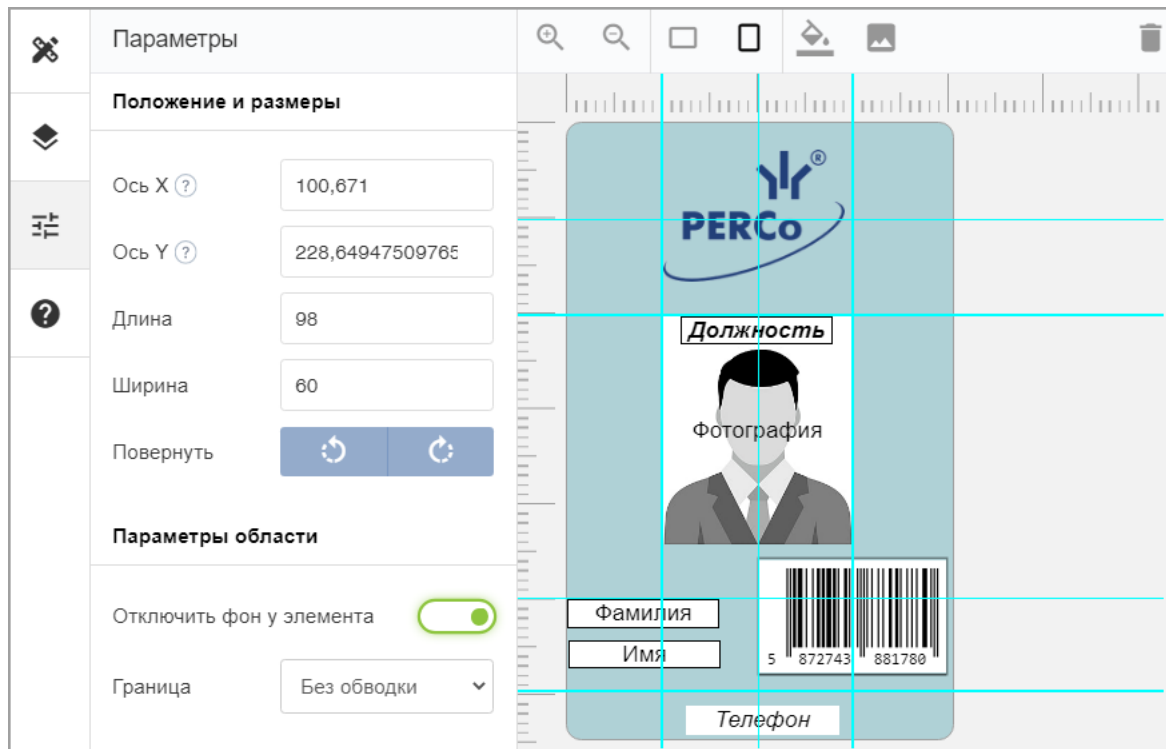 Параметры
Положение и размеры
Ось X ?
100,671
Ось Y ?
228,64947509765
Длина
98
Ширина
60
Повернуть
Параметры области
Отключить фон у элемента
Граница
Без обводки
PERCo®
Должность
Фотография
Фамилия
Имя
5 872743 881780
Телефон